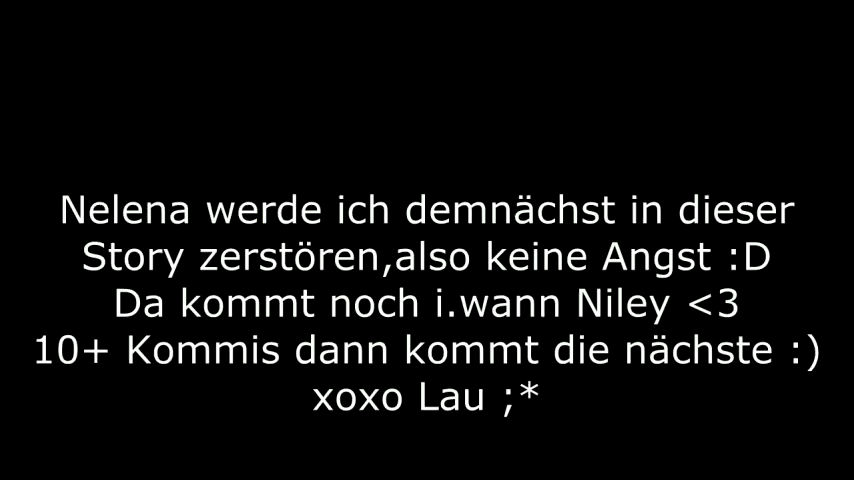 Nelena werde ich demnächst in dieser
Story zerstören,also keine Angst :D
Da kommt noch i.wann Niley <3
10+ Kommis dann kommt die nächste :)
xoxo Lau ;*